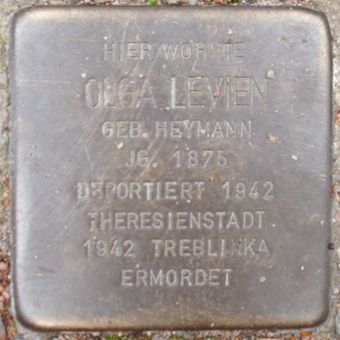 HIER WOHNTE
OLGA LEVIEN
GEB. HEYMANN
JG. 1875
DEPORTIERT 1942
THERESIENSTADT
1942 TREBLINKA
ERMORDET